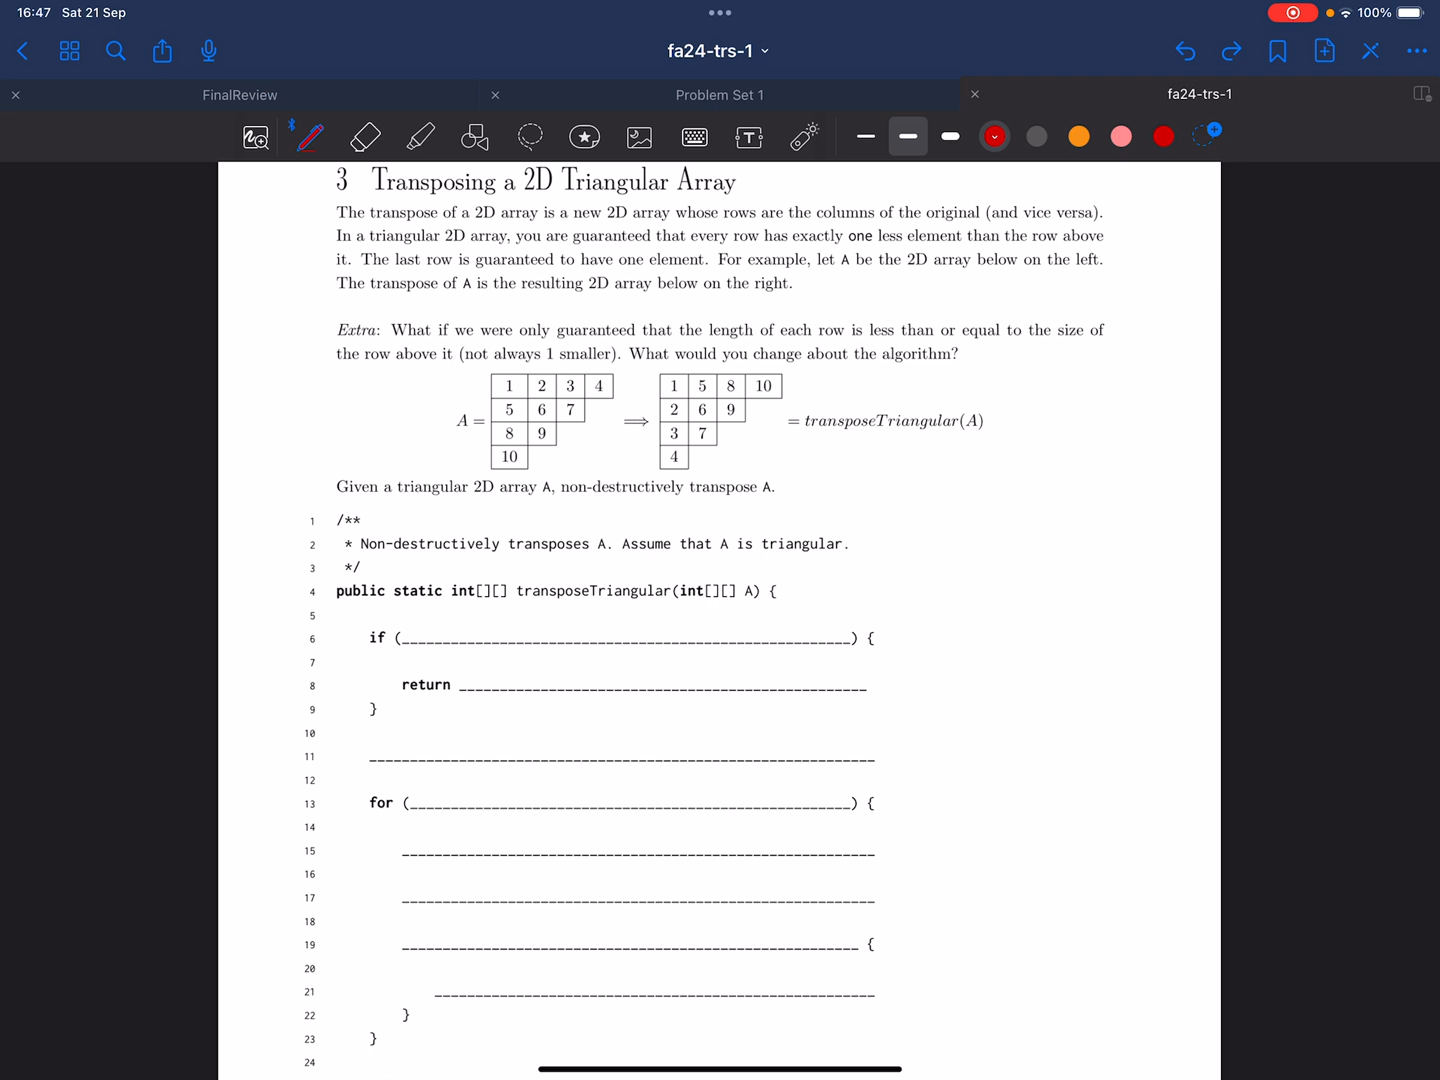 16:47 Sat 21 Sep
100%
fa24-trs-1
FinalReview
Problem Set 1
fa24-trs-1
3 Transposing a 2D Triangular Array
The transpose of a 2D array is a new 2D array whose rows are the columns of the original (and vice versa).
In a triangular 2D array, you are guaranteed that every row has exactly one less element than the row above
it. The last row is guaranteed to have one element. For example, let A be the 2D array below on the left.
The transpose of A is the resulting 2D array below on the right.
Extra: What if we were only guaranteed that the length of each row is less than or equal to the size of
the row above it (not always 1 smaller). What would you change about the algorithm?
1 2 3 4 1 5 8 10
5 6 7 2 6 9
A = ⟹ = transposeTriangular(A)
8 9 3 7
10 4
Given a triangular 2D array A, non-destructively transpose A.
1 /**
2 * Non-destructively transposes A. Assume that A is triangular.
3 */
4 public static int[][] transposeTriangular(int[][] A) {
5
6 if (_______________________________________________________) {
7
8 return __________________________________________________
9 }
10
11 ______________________________________________________________
12
13 for (______________________________________________________) {
14
15 __________________________________________________________
16
17 __________________________________________________________
18
19 ________________________________________________________ {
20
21 ______________________________________________________
22 }
23 }
24